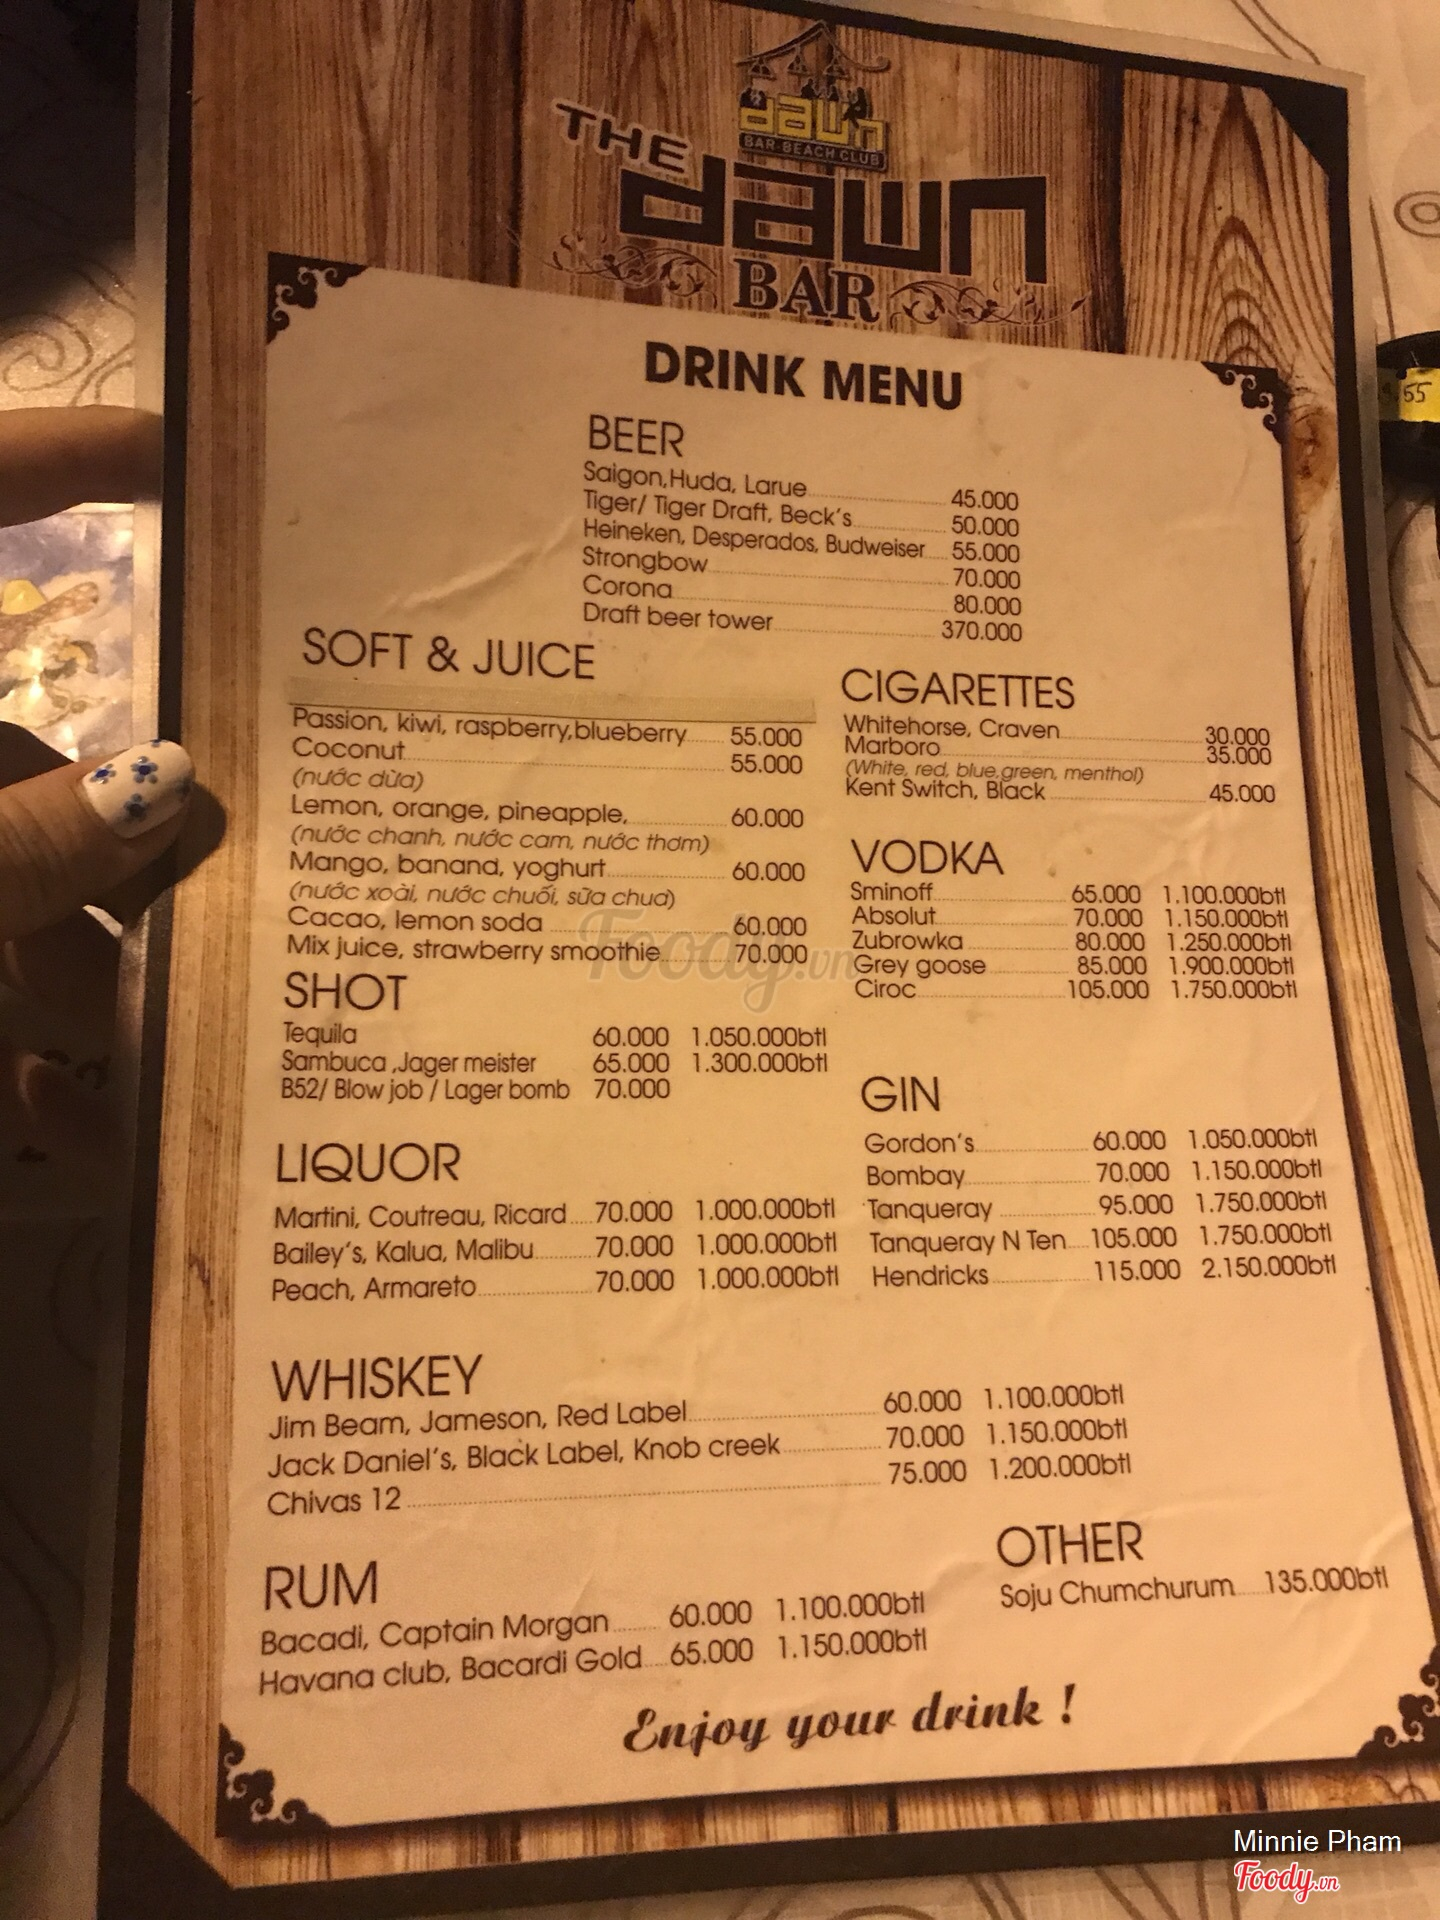 dawn
BAR-BEACH CLUB
THE
dawn
BAR
DRINK MENU
BEER
Saigon,Huda, Larue 45.000
Tiger/ Tiger Draft, Beck's 50.000
Heineken, Desperados, Budweiser 55.000
Strongbow 70.000
Corona 80.000
Draft beer tower 370.000
SOFT & JUICE
Passion, kiwi, raspberry,blueberry 55.000
Coconut 55.000
(nước dừa)
Lemon, orange, pineapple, 60.000
(nước chanh, nước cam, nước thơm)
Mango, banand, yoghurt 60.000
(nước xoài, nước chuối, sữa chua)
Cacao, lemon soda 60.000
Mix juice, strawberry smoothie 70.000
CIGARETTES
Whitehorse, Craven 30.000
Marboro 35.000
(White, red, blue,green, menthol)
Kent Switch, Black 45.000
VODKA
Sminoff 65.000 1.100.000btl
Absolut 70.000 1.150.000btl
Zubrowka 80.000 1.250.000btl
Grey goose 85.000 1.900.000btl
Ciroc 105.000 1.750.000btl
SHOT
Tequila 60.000 1.050.000btl
Sambuca ,Jager meister 65.000 1.300.000btl
B52/ Blow job / Lager bomb 70.000
GIN
Gordon's 60.000 1.050.000btl
Bombay 70.000 1.150.000btl
Tanqueray 95.000 1.750.000btl
Tanqueray N Ten 105.000 1.750.000btl
Hendricks 115.000 2.150.000btl
LIQUOR
Martini, Coutreau, Ricard 70.000 1.000.000btl
Bailey's, Kalua, Malibu 70.000 1.000.000btl
Peach, Armareto 70.000 1.000.000btl
WHISKEY
Jim Beam, Jameson, Red Label 60.000 1.100.000btl
Jack Daniel's, Black Label, Knob creek 70.000 1.150.000btl
Chivas 12 75.000 1.200.000btl
RUM
Bacadi, Captain Morgan 60.000 1.100.000btl
Havana club, Bacardi Gold 65.000 1.150.000btl
OTHER
Soju Chumchurum 135.000btl
Enjoy your drink !
55
Foody.vn
Minnie Pham
Foody.vn